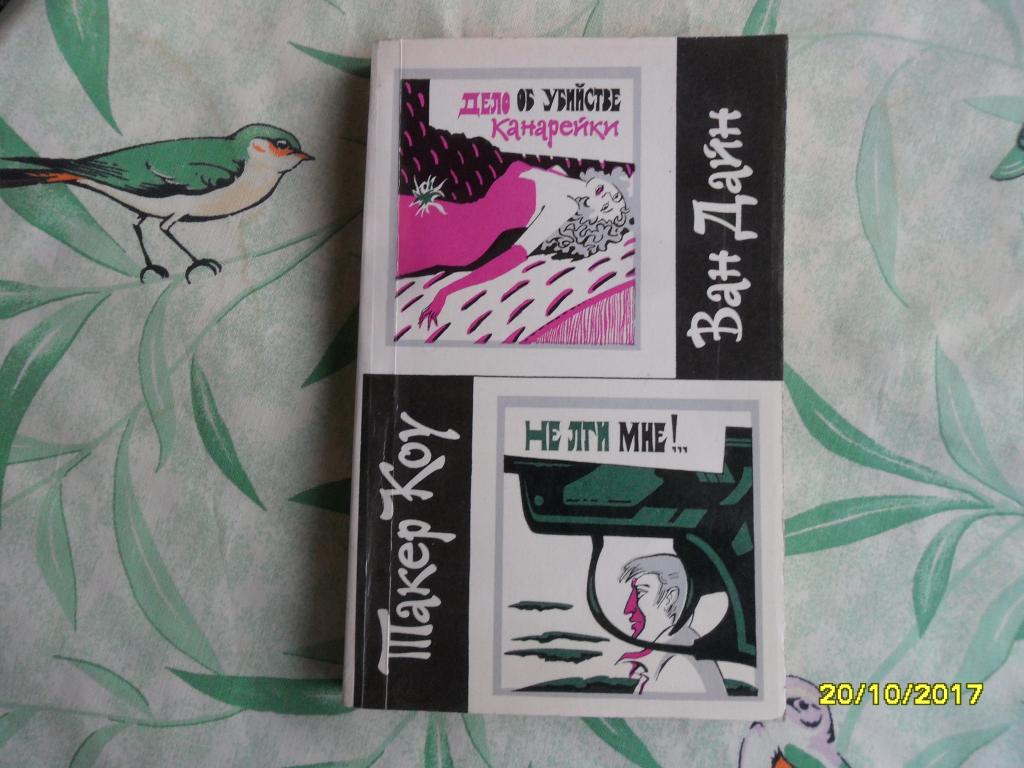 Дело об убийстве
Канарейки
Ван Дайн
Не лги мне!..
Такер Коу
20/10/2017